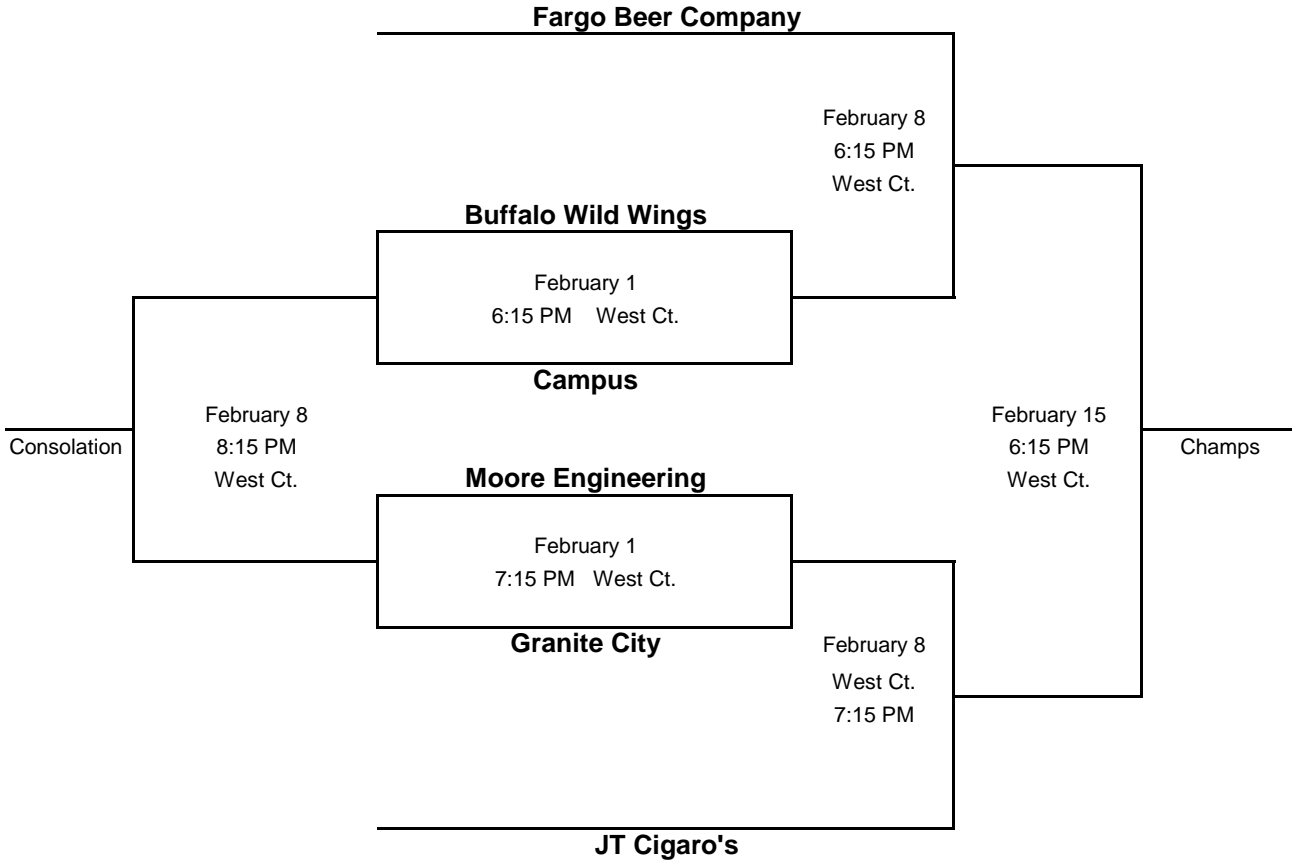 Fargo Beer Company
February 8
6:15 PM
West Ct.
Buffalo Wild Wings
February 1
6:15 PM West Ct.
Campus
February 8
8:15 PM
West Ct.
Consolation
February 15
6:15 PM
West Ct.
Champs
Moore Engineering
February 1
7:15 PM West Ct.
Granite City
February 8
West Ct.
7:15 PM
JT Cigaro's